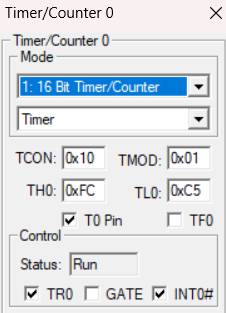 Timer/Counter 0
Timer/Counter 0
Mode
1: 16 Bit Timer/Counter
Timer
TCON: 0x10 TMOD: 0x01
TH0: 0xFC TL0: 0xC5
T0 Pin TF0
Control
Status: Run
TR0 GATE INT0#